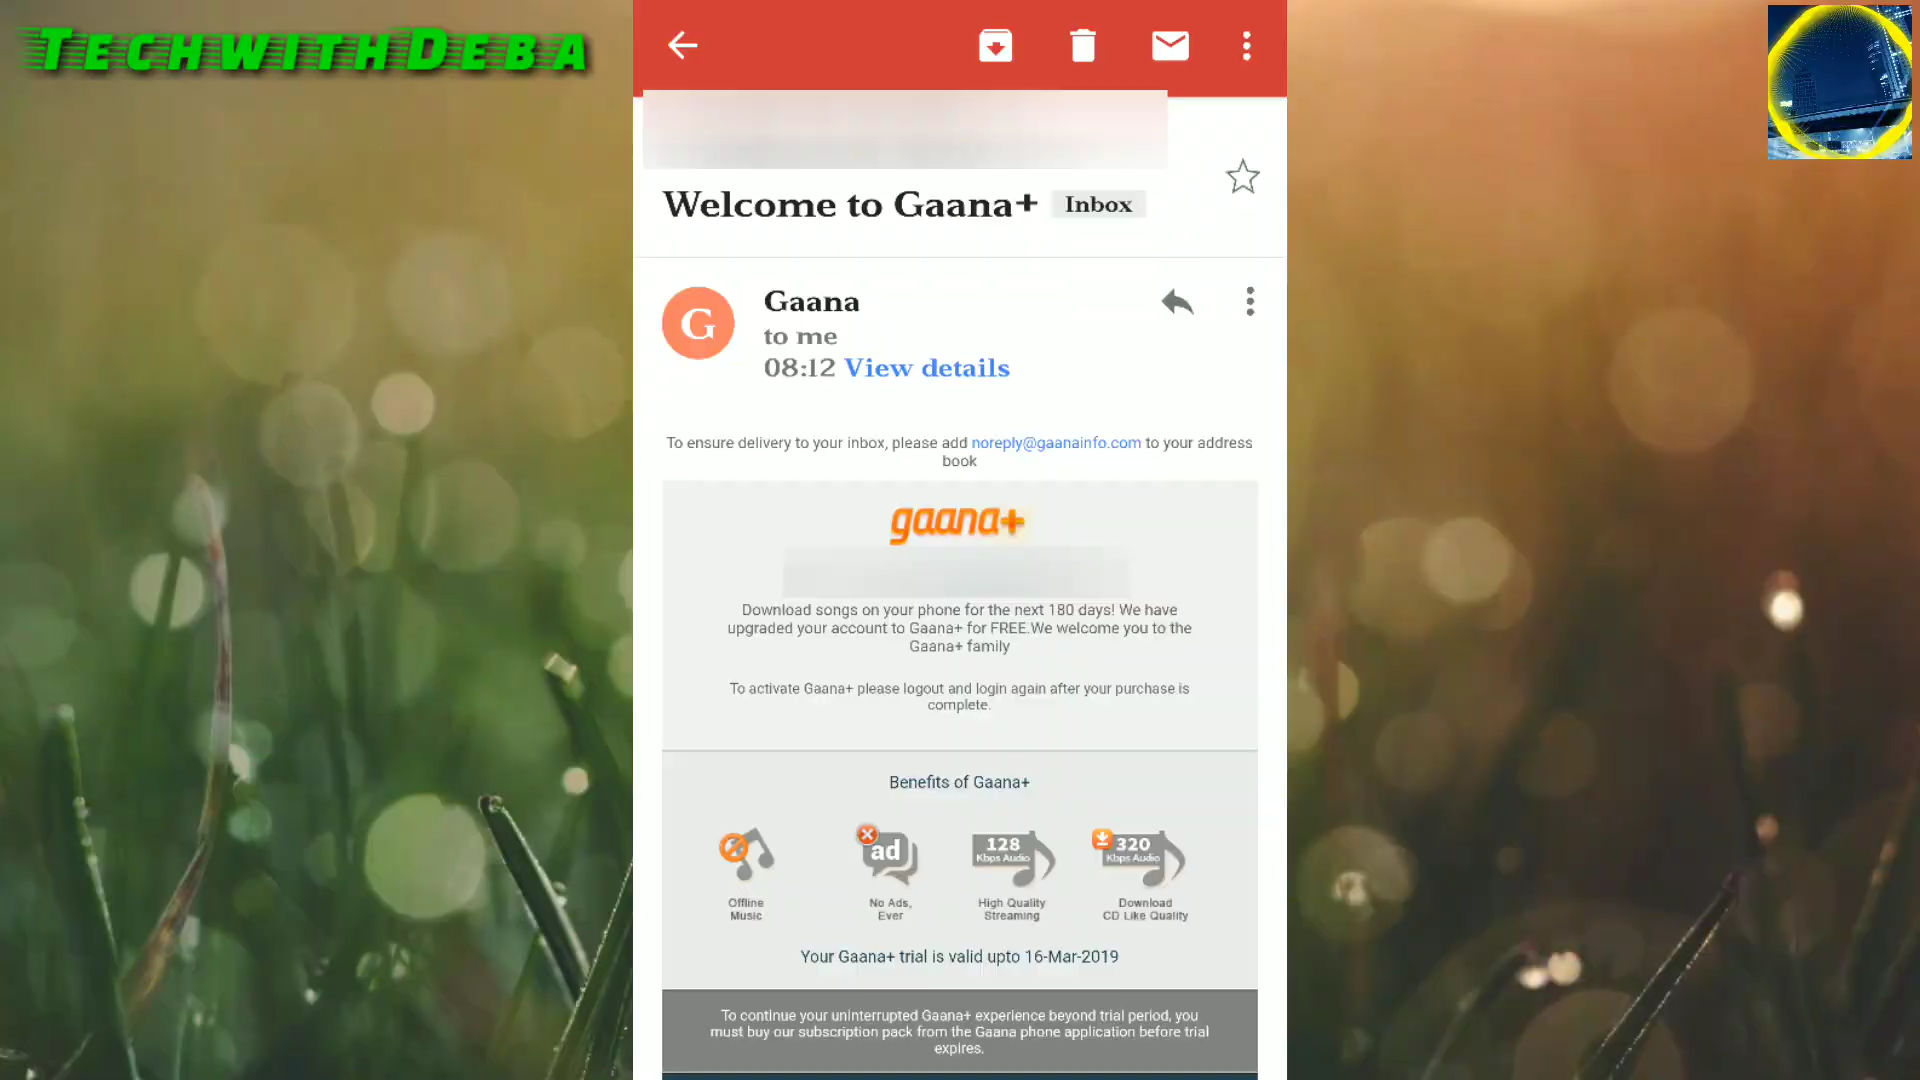 TECHWITHDEBA
Welcome to Gaana+ Inbox
G
Gaana
to me
08:12 View details
To ensure delivery to your inbox, please add noreply@gaanainfo.com to your address
book
gaana+
Download songs on your phone for the next 180 days! We have
upgraded your account to Gaana+ for FREE.We welcome you to the
Gaana+ family
To activate Gaana+ please logout and login again after your purchase is
complete.
Benefits of Gaana+
ad
128
Kbps Audio
320
Kbps Audio
Offline
Music
No Ads,
Ever
High Quality
Streaming
Download
CD Like Quality
Your Gaana+ trial is valid upto 16-Mar-2019
To continue your uninterrupted Gaana+ experience beyond trial period, you
must buy our subscription pack from the Gaana phone application before trial
expires.